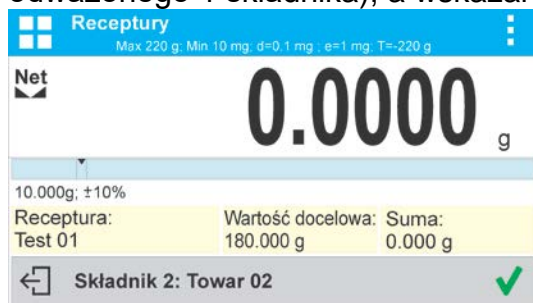 Receptury
Max 220 g; Min 10 mg; d=0.1 mg ; e=1 mg; T=-220 g
Net
0.0000 g
10.000g; ±10%
Receptura: Wartość docelowa: Suma:
Test 01 180.000 g 0.000 g
Składnik 2: Towar 02